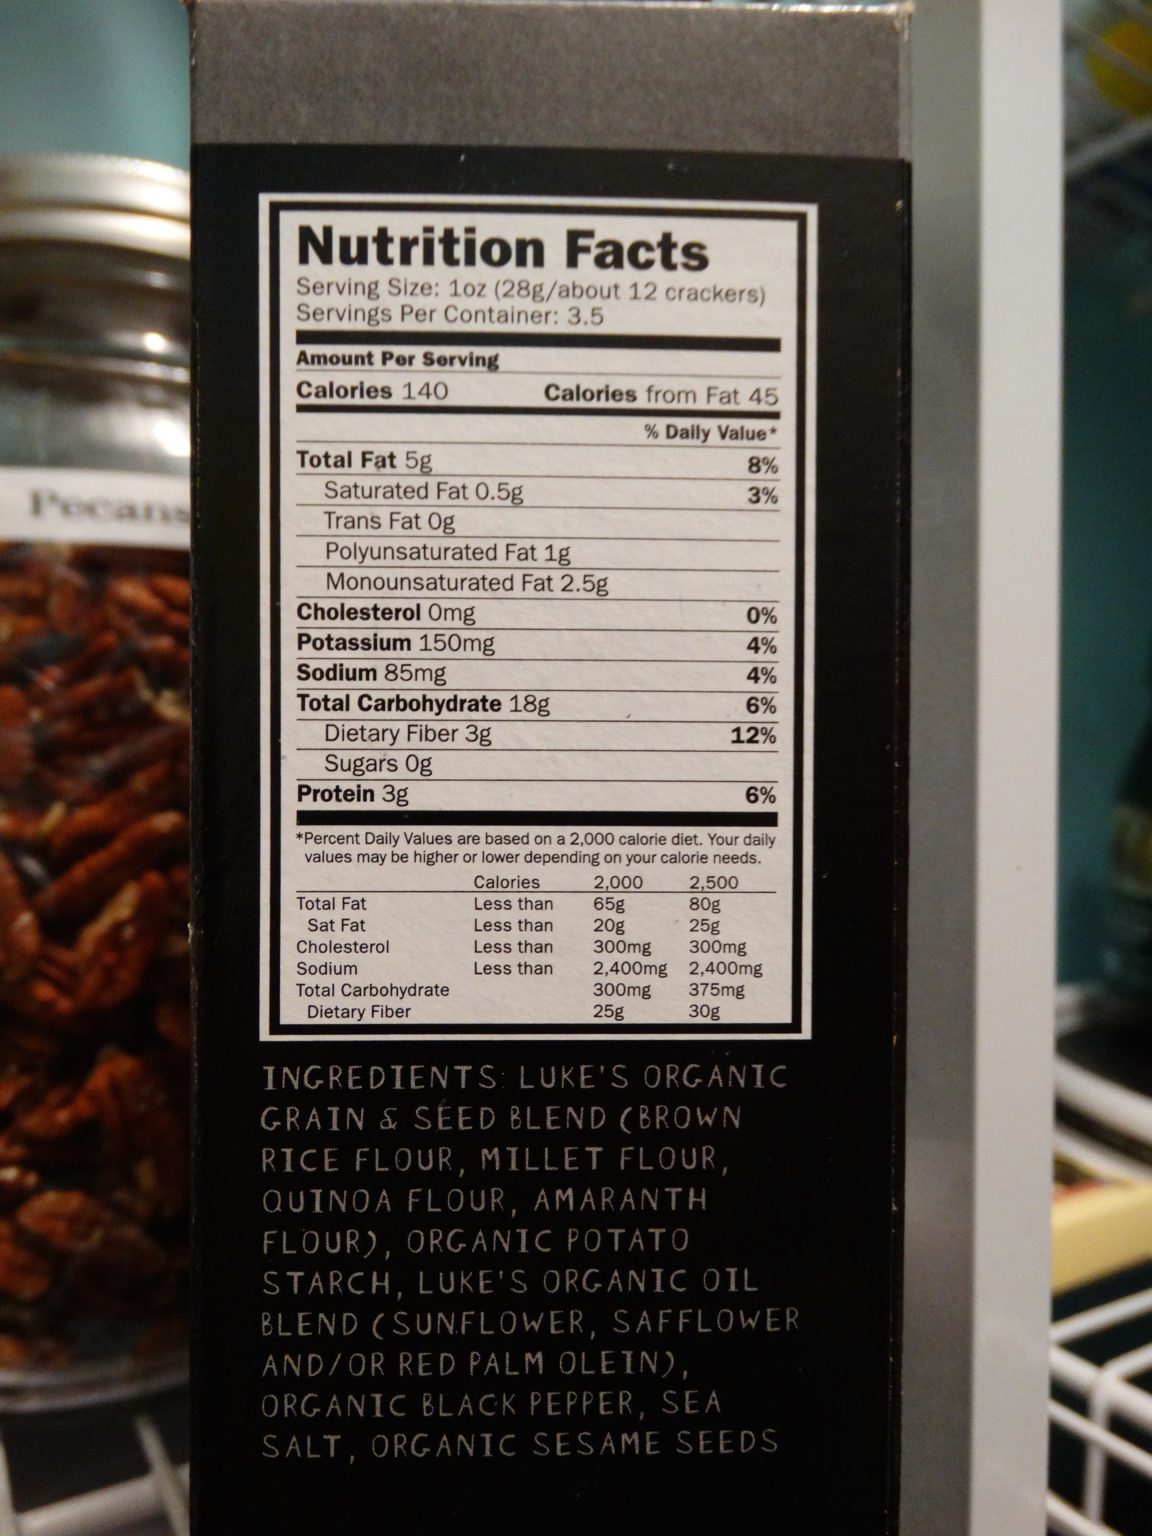 Pecans
Nutrition Facts
Serving Size: 1oz (28g/about 12 crackers)
Servings Per Container: 3.5
Amount Per Serving
Calories 140 Calories from Fat 45
% Daily Value*
Total Fat 5g 8%
Saturated Fat 0.5g 3%
Trans Fat 0g
Polyunsaturated Fat 1g
Monounsaturated Fat 2.5g
Cholesterol 0mg 0%
Potassium 150mg 4%
Sodium 85mg 4%
Total Carbohydrate 18g 6%
Dietary Fiber 3g 12%
Sugars 0g
Protein 3g 6%
*Percent Daily Values are based on a 2,000 calorie diet. Your daily
values may be higher or lower depending on your calorie needs.
Calories 2,000 2,500
Total Fat Less than 65g 80g
Sat Fat Less than 20g 25g
Cholesterol Less than 300mg 300mg
Sodium Less than 2,400mg 2,400mg
Total Carbohydrate 300mg 375mg
Dietary Fiber 25g 30g
INGREDIENTS: LUKE'S ORGANIC
GRAIN & SEED BLEND (BROWN
RICE FLOUR, MILLET FLOUR,
QUINOA FLOUR, AMARANTH
FLOUR), ORGANIC POTATO
STARCH, LUKE'S ORGANIC OIL
BLEND (SUNFLOWER, SAFFLOWER
AND/OR RED PALM OLEIN),
ORGANIC BLACK PEPPER, SEA
SALT, ORGANIC SESAME SEEDS